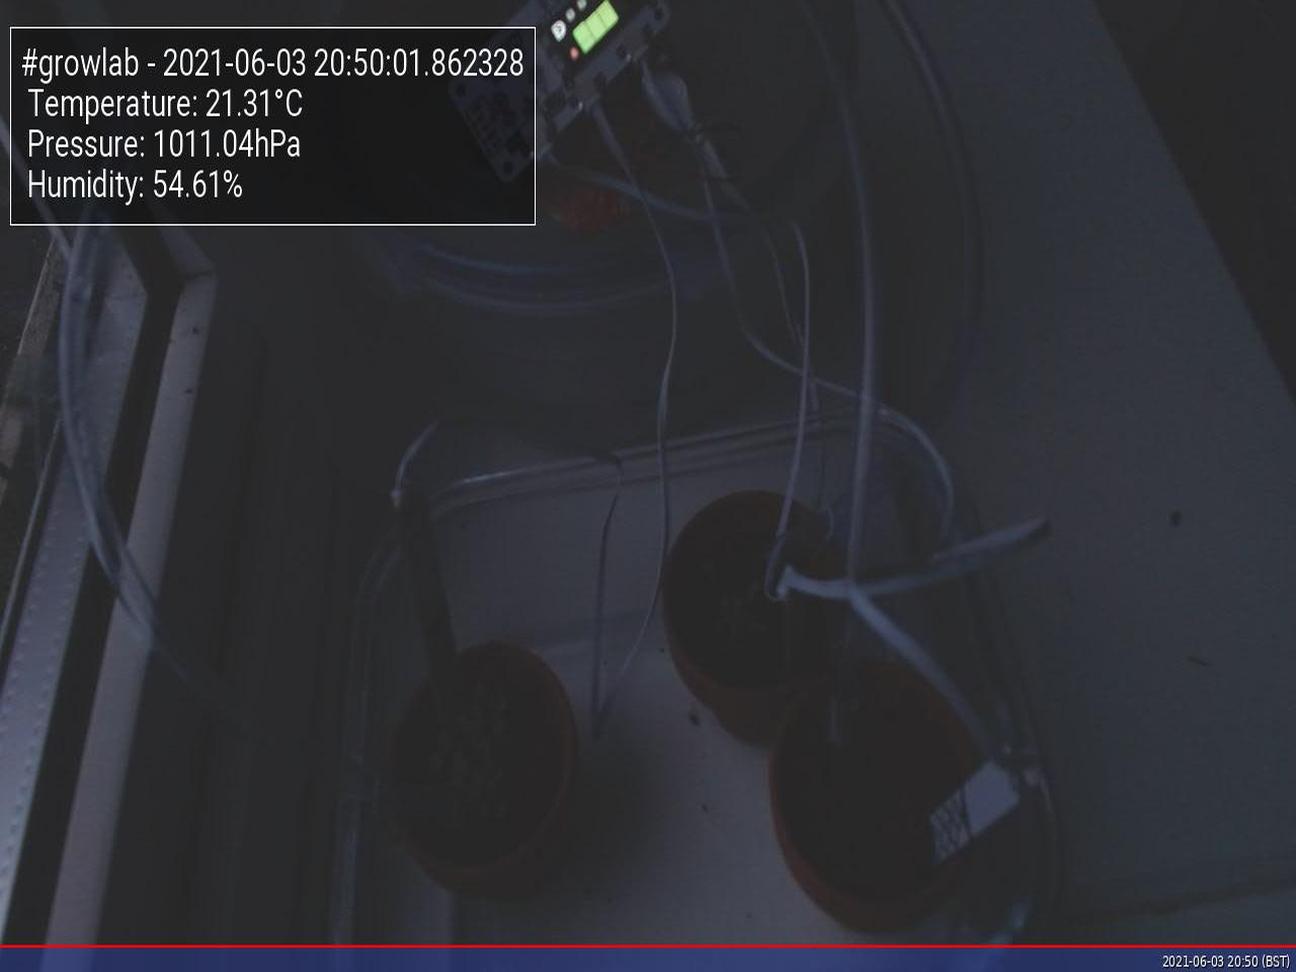 #growlab - 2021-06-03 20:50:01.862328
Temperature: 21.31°C
Pressure: 1011.04hPa
Humidity: 54.61%
2021-06-03 20:50 (BST)